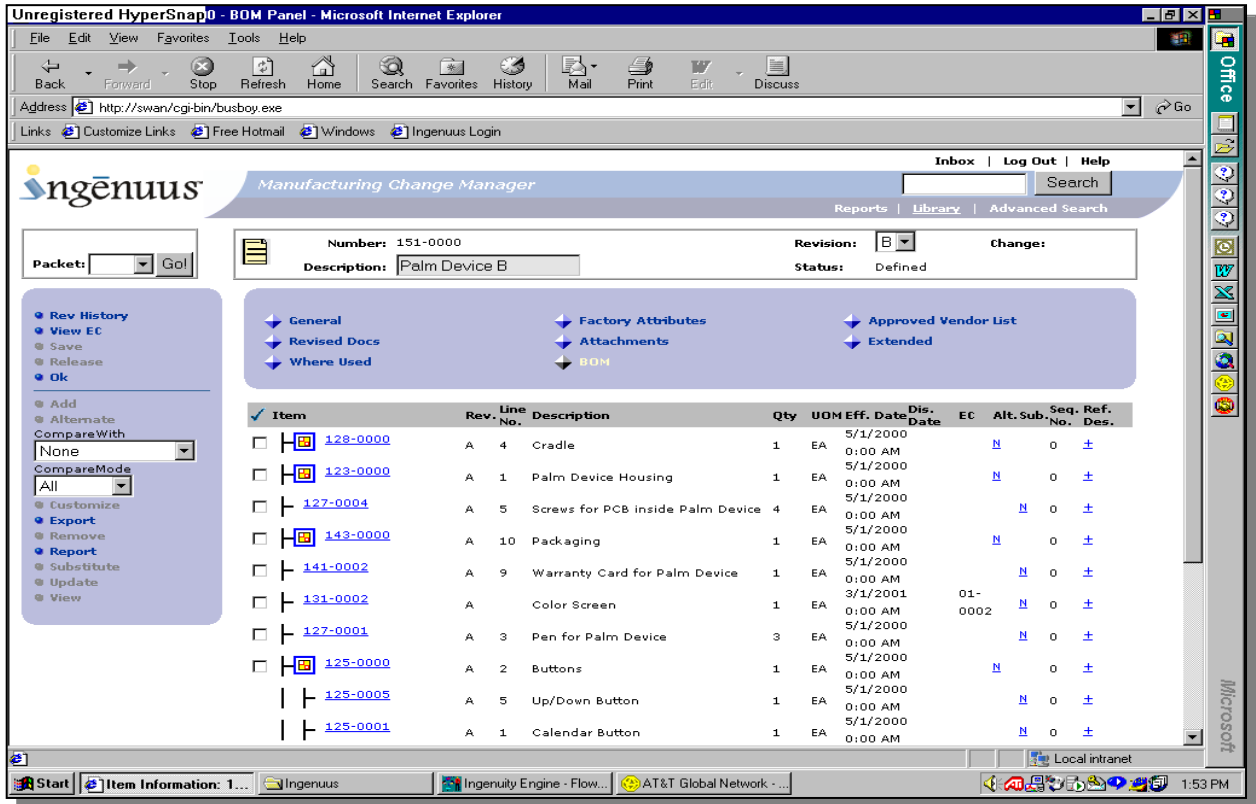 Unregistered HyperSnap0 - BOM Panel - Microsoft Internet Explorer
File Edit View Favorites Tools Help
Back Forward Stop Refresh Home Search Favorites History Mail Print Edit Discuss
Address http://swan/cgi-bin/busboy.exe Go
Links Customize Links Free Hotmail Windows Ingenuus Login
Office
Inbox | Log Out | Help
ingēnuus Manufacturing Change Manager Search
Reports | Library | Advanced Search
Packet: Go!
Number: 151-0000 Revision: B Change:
Description: Palm Device B Status: Defined
Rev History
View EC
Save
Release
Ok
Add
Alternate
CompareWith
None
CompareMode
All
Customize
Export
Remove
Report
Substitute
Update
View
General Factory Attributes Approved Vendor List
Revised Docs Attachments Extended
Where Used BOM
Item Rev. Line No. Description Qty UOM Eff. Date Dis. Date EC Alt. Sub. Seq. No. Ref. Des.
128-0000 A 4 Cradle 1 EA 5/1/2000 0:00 AM N 0 +
123-0000 A 1 Palm Device Housing 1 EA 5/1/2000 0:00 AM N 0 +
127-0004 A 5 Screws for PCB inside Palm Device 4 EA 5/1/2000 0:00 AM N 0 +
143-0000 A 10 Packaging 1 EA 5/1/2000 0:00 AM N 0 +
141-0002 A 9 Warranty Card for Palm Device 1 EA 5/1/2000 0:00 AM N 0 +
131-0002 A Color Screen 1 EA 3/1/2001 0:00 AM 01-0002 N 0 +
127-0001 A 3 Pen for Palm Device 3 EA 5/1/2000 0:00 AM N 0 +
125-0000 A 2 Buttons 1 EA 5/1/2000 0:00 AM N 0 +
125-0005 A 5 Up/Down Button 1 EA 5/1/2000 0:00 AM N 0 +
125-0001 A 1 Calendar Button 1 EA 5/1/2000 0:00 AM N 0 +
Microsoft
Local intranet
Start Item Information: 1... Ingenuus Ingenuity Engine - Flow... AT&T Global Network - ... 1:53 PM